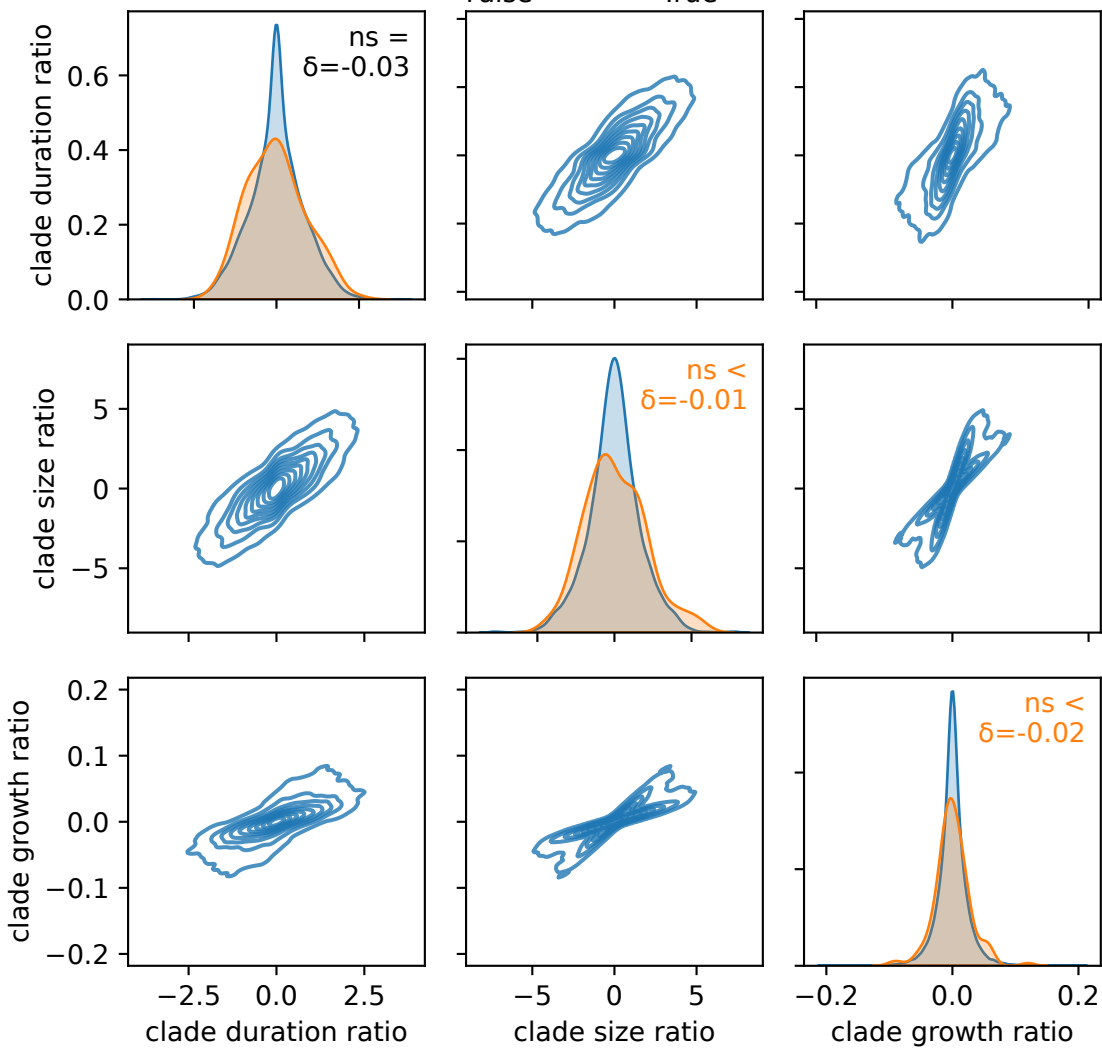 ns =
δ=-0.03
clade duration ratio
0.6
0.4
0.2
0.0
ns <
δ=-0.01
clade size ratio
5
0
−5
ns <
δ=-0.02
clade growth ratio
0.2
0.1
0.0
−0.1
−0.2
−2.5 0.0 2.5
−5 0 5
−0.2 0.0 0.2
clade duration ratio
clade size ratio
clade growth ratio